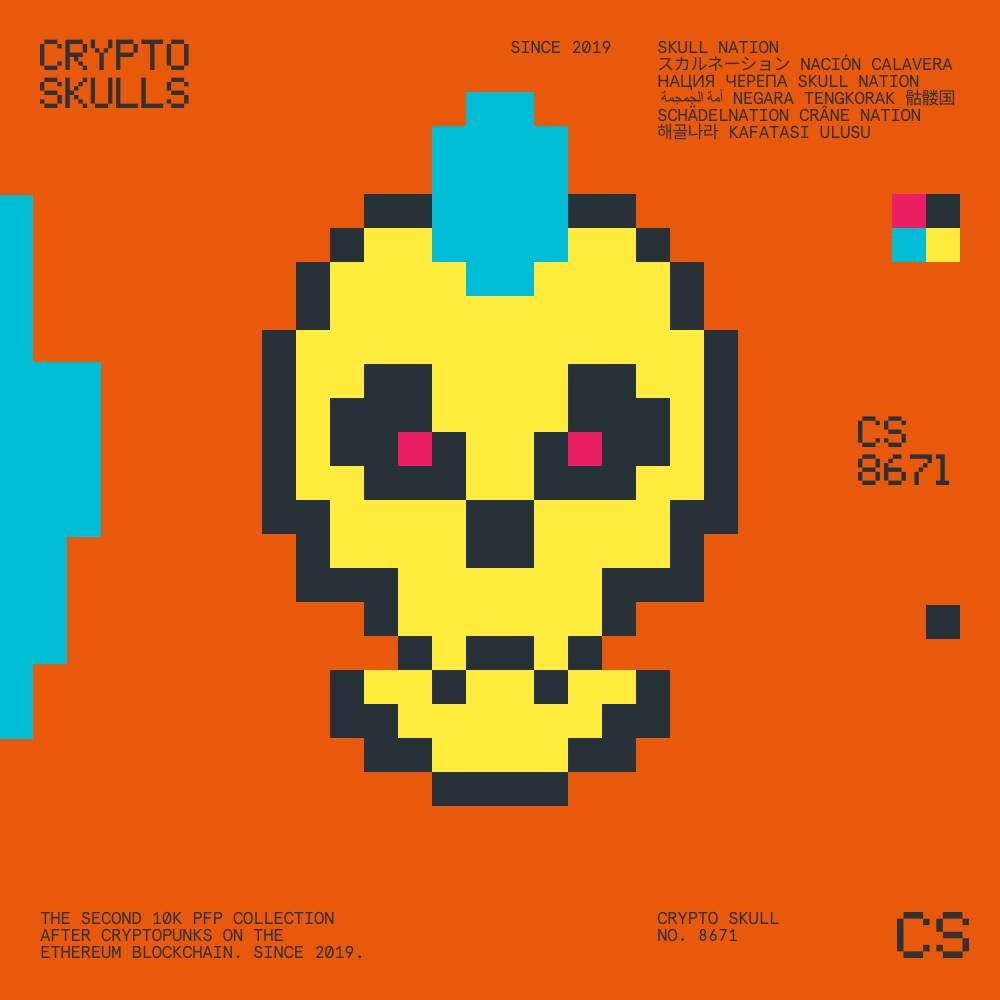 CRYPTO
SKULLS
SINCE 2019
SKULL NATION
スカルネーション NACIÓN CALAVERA
НАЦИЯ ЧЕРЕПА SKULL NATION
أمة الجمجمة NEGARA TENGKORAK 骷髅国
SCHÄDELNATION CRÂNE NATION
해골나라 KAFATASI ULUSU
CS
8671
THE SECOND 10K PFP COLLECTION
AFTER CRYPTOPUNKS ON THE
ETHEREUM BLOCKCHAIN. SINCE 2019.
CRYPTO SKULL
NO. 8671
CS